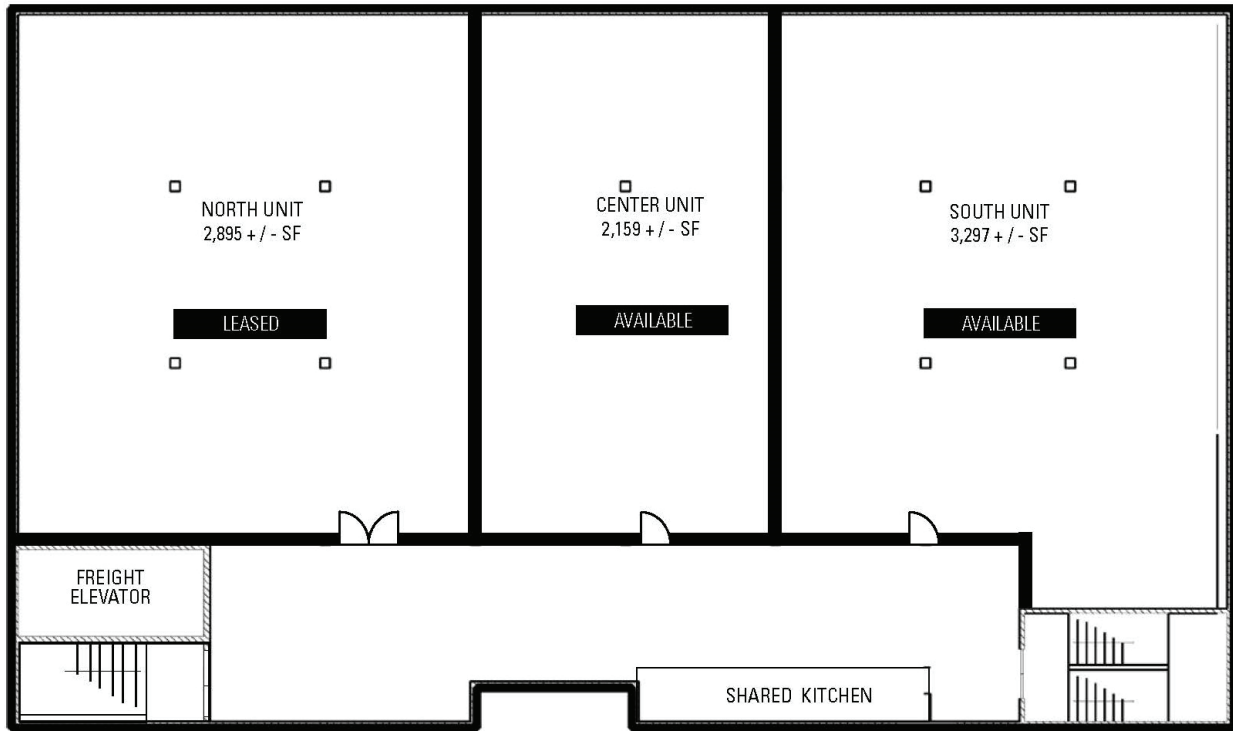 NORTH UNIT
2,895 + / - SF
LEASED
CENTER UNIT
2,159 + / - SF
AVAILABLE
SOUTH UNIT
3,297 + / - SF
AVAILABLE
FREIGHT
ELEVATOR
SHARED KITCHEN